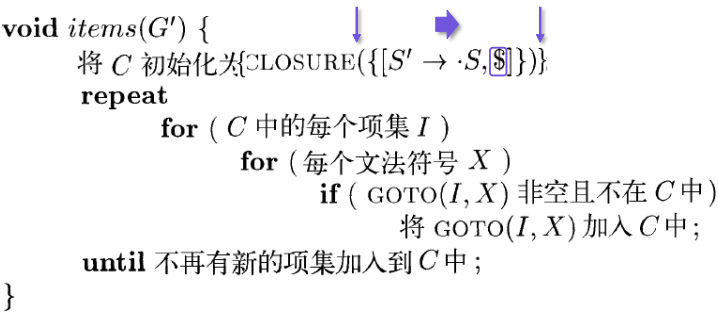 void items(G′) {
将 C 初始化为{CLOSURE({[S′ → ·S,$]})}
repeat
for ( C 中的每个项集 I )
for ( 每个文法符号 X )
if ( GOTO(I, X) 非空且不在 C 中)
将 GOTO(I, X) 加入 C 中;
until 不再有新的项集加入到 C 中 ;
}